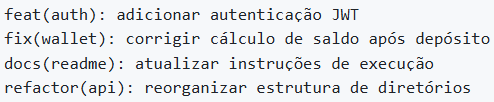 feat(auth): adicionar autenticação JWT
fix(wallet): corrigir cálculo de saldo após depósito
docs(readme): atualizar instruções de execução
refactor(api): reorganizar estrutura de diretórios